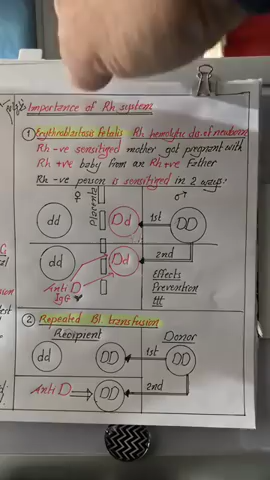 Importance of Rh system
① Erythroblastosis fetalis Rh hemolytic ds. of newborn
Rh -ve sensitized mother got pregnant with
Rh +ve baby from an Rh +ve Father
Rh -ve person is sensitized in 2 ways:
♀
Placenta
♂
dd
Dd
1st
DD
dd
Dd
2nd
Anti D
IgG
Effects
Prevention
ttt
② Repeated Bl. transfusion
Recipient
Donor
dd
DD
1st
DD
Anti D
DD
2nd